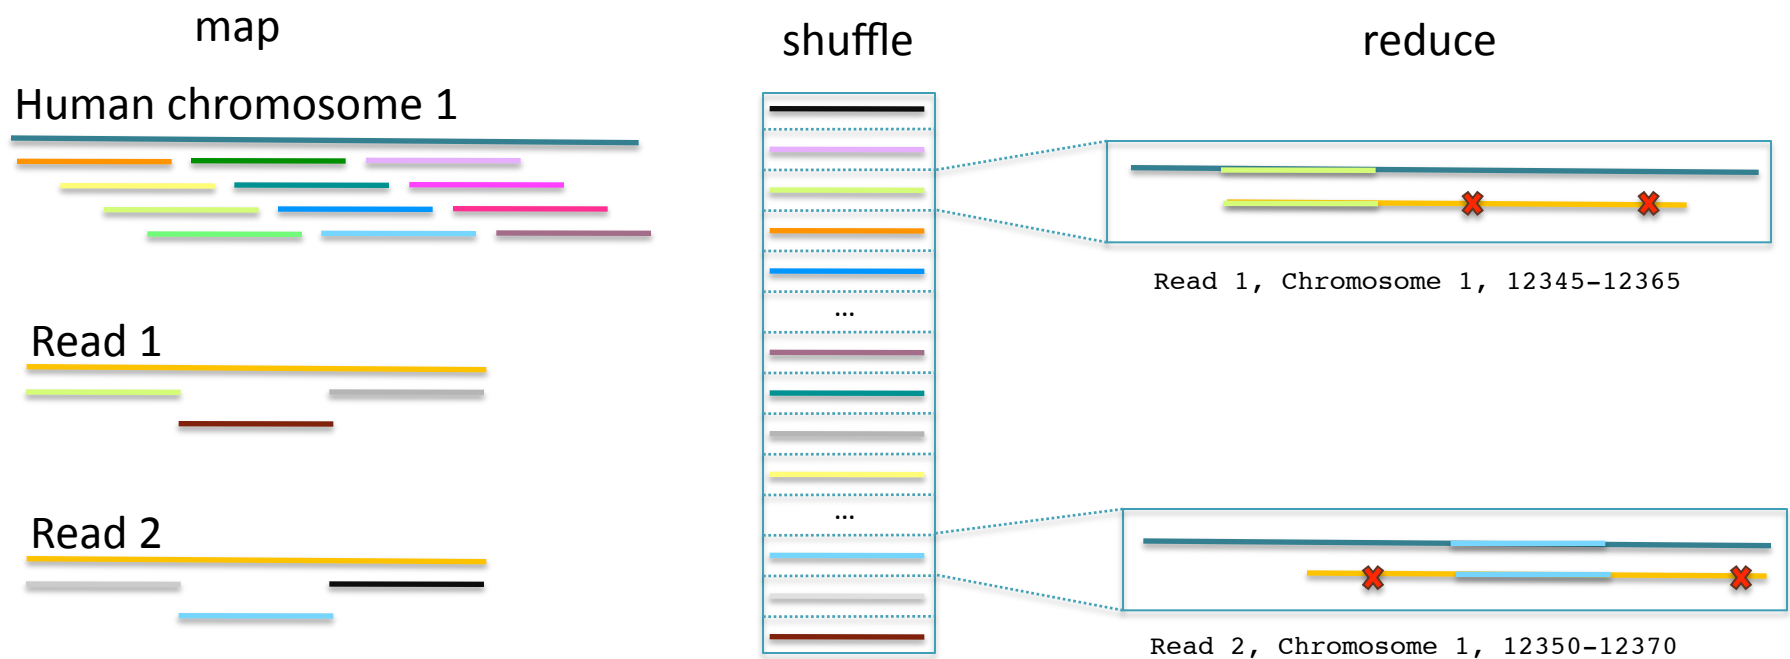 map
Human chromosome 1
Read 1
Read 2
shuffle
...
...
reduce
Read 1, Chromosome 1, 12345-12365
Read 2, Chromosome 1, 12350-12370